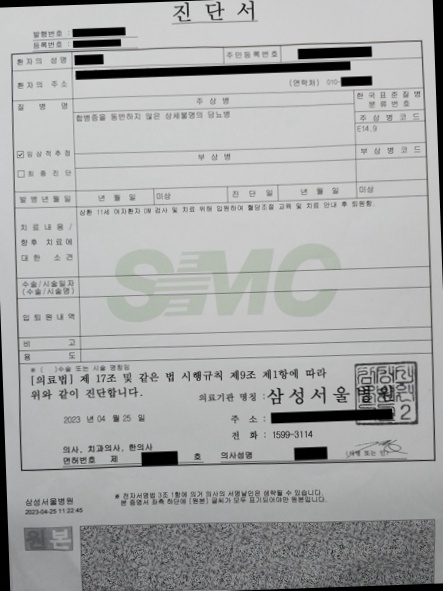 진단서
발행번호 :
등록번호 :
환자의 성명
주민등록번호
환자의 주소
(연락처) 010-
질병명
주상병
한국표준질병
분류번호
합병증을 동반하지 않은 상세불명의 당뇨병
주상병코드
E14.9
☑ 임상적추정
부상병
부상병코드
□ 최종진단
발병년월일
년 월 일
미상
진단일
년 월 일
미상
치료내용/
향후 치료에
대한 소견
상환 11세 여자환자 DM 검사 및 치료 위해 입원하여 혈당조절 교육 및 치료 안내 후 퇴원함.
SMC
수술/시술일자
(수술/시술명)
입퇴원내역
비고
용도
※ ( )수술 또는 시술 명칭임
[의료법] 제 17조 및 같은 법 시행규칙 제9조 제1항에 따라
위와 같이 진단합니다.
의료기관 명칭 : 삼성서울병원
2023 년 04 월 25 일
주 소 :
전 화 : 1599-3114
의사, 치과의사, 한의사
면허번호 제 호 의사성명
(서명 또는 인)
삼성서울병원
2023-04-25 11:22:45
※ 전자서명법 3조 1항에 의거 의사의 서명날인은 생략될 수 있습니다.
본 증명서 좌측 하단에 [원본] 글씨가 모두 표기되어야만 원본입니다.
원본